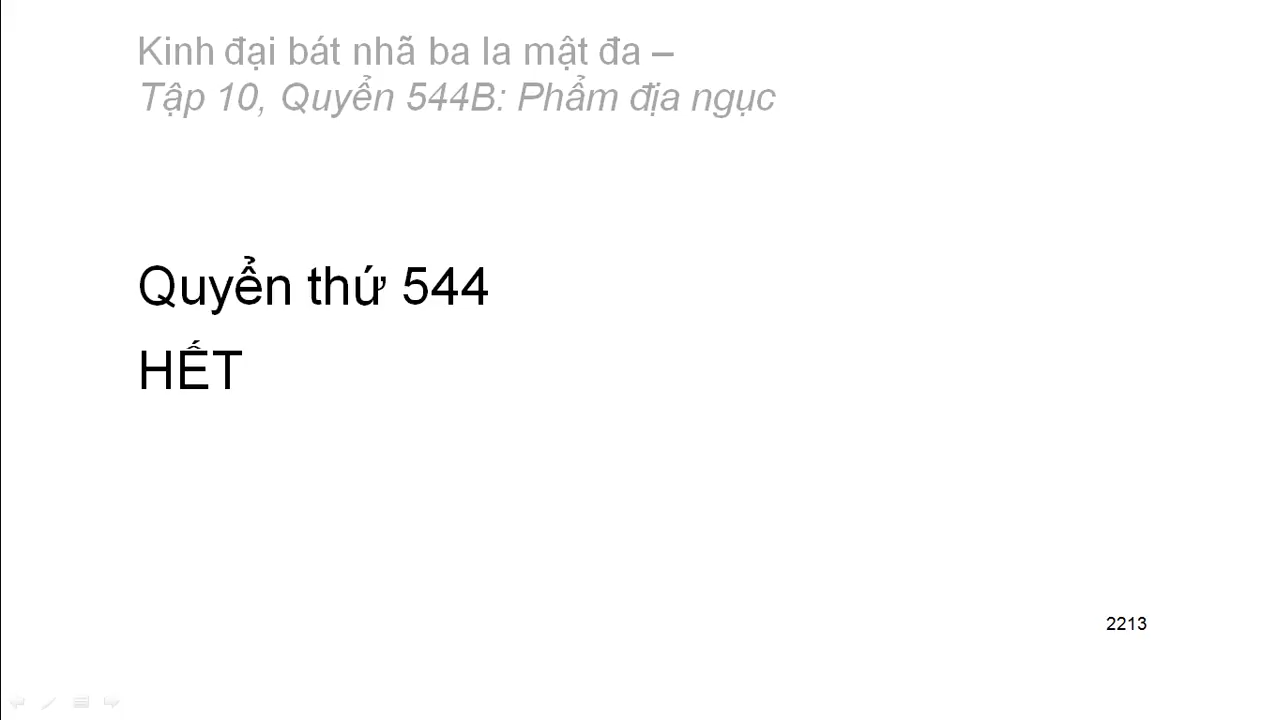 Kinh đại bát nhã ba la mật đa –
Tập 10, Quyển 544B: Phẩm địa ngục
Quyển thứ 544
HẾT
2213